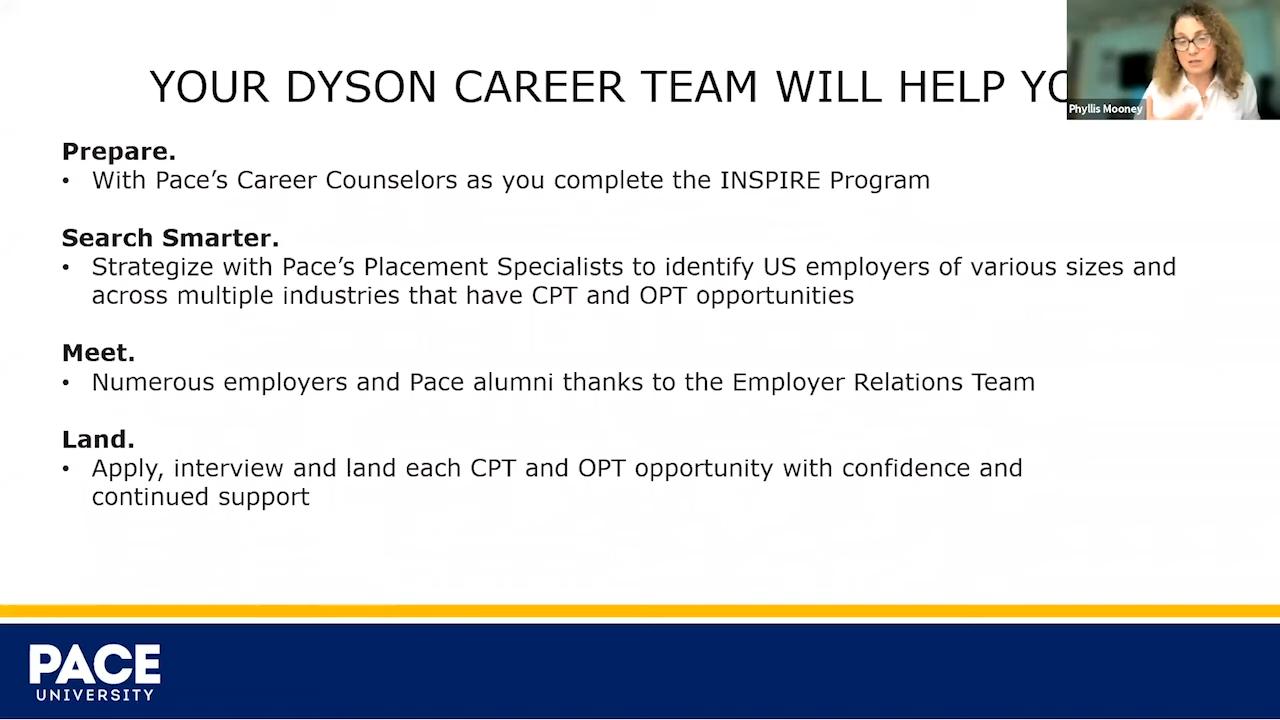 YOUR DYSON CAREER TEAM WILL HELP
Phyllis Mooney
Prepare.
• With Pace's Career Counselors as you complete the INSPIRE Program
Search Smarter.
• Strategize with Pace's Placement Specialists to identify US employers of various sizes and
across multiple industries that have CPT and OPT opportunities
Meet.
• Numerous employers and Pace alumni thanks to the Employer Relations Team
Land.
• Apply, interview and land each CPT and OPT opportunity with confidence and
continued support
PACE
UNIVERSITY